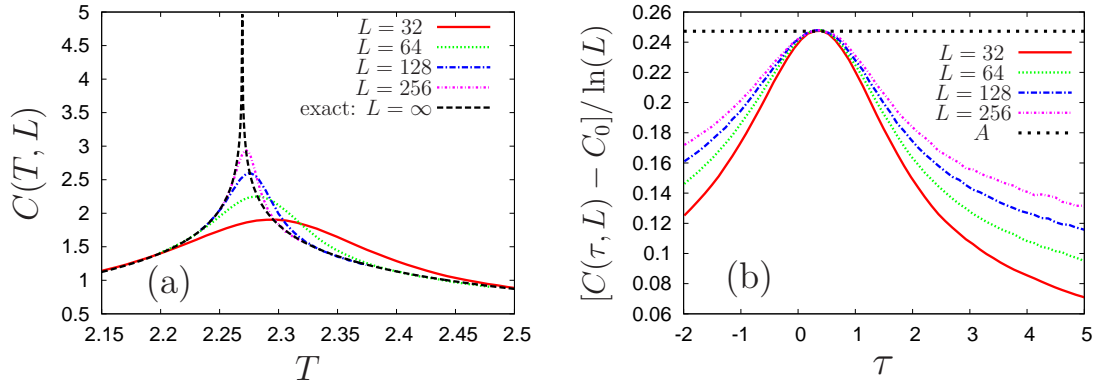 C(T, L)
5
4.5
4
3.5
3
2.5
2
1.5
1
0.5
2.15 2.2 2.25 2.3 2.35 2.4 2.45 2.5
T
L = 32
L = 64
L = 128
L = 256
exact: L = ∞
(a)
[C(τ, L) − C₀]/ ln(L)
0.26
0.24
0.22
0.2
0.18
0.16
0.14
0.12
0.1
0.08
0.06
-2 -1 0 1 2 3 4 5
τ
L = 32
L = 64
L = 128
L = 256
A
(b)